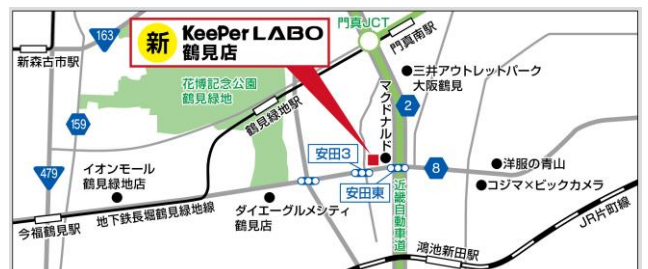 163
新森古市駅
新
KeePer LABO
鶴見店
門真JCT
門真南駅
花博記念公園
鶴見緑地
鶴見緑地駅
三井アウトレットパーク
大阪鶴見
マクドナルド
2
159
479
イオンモール
鶴見緑地店
安田3
安田東
8
洋服の青山
コジマ×ビックカメラ
地下鉄長堀鶴見緑地線
今福鶴見駅
ダイエーグルメシティ
鶴見店
近畿自動車道
鴻池新田駅
JR片町線